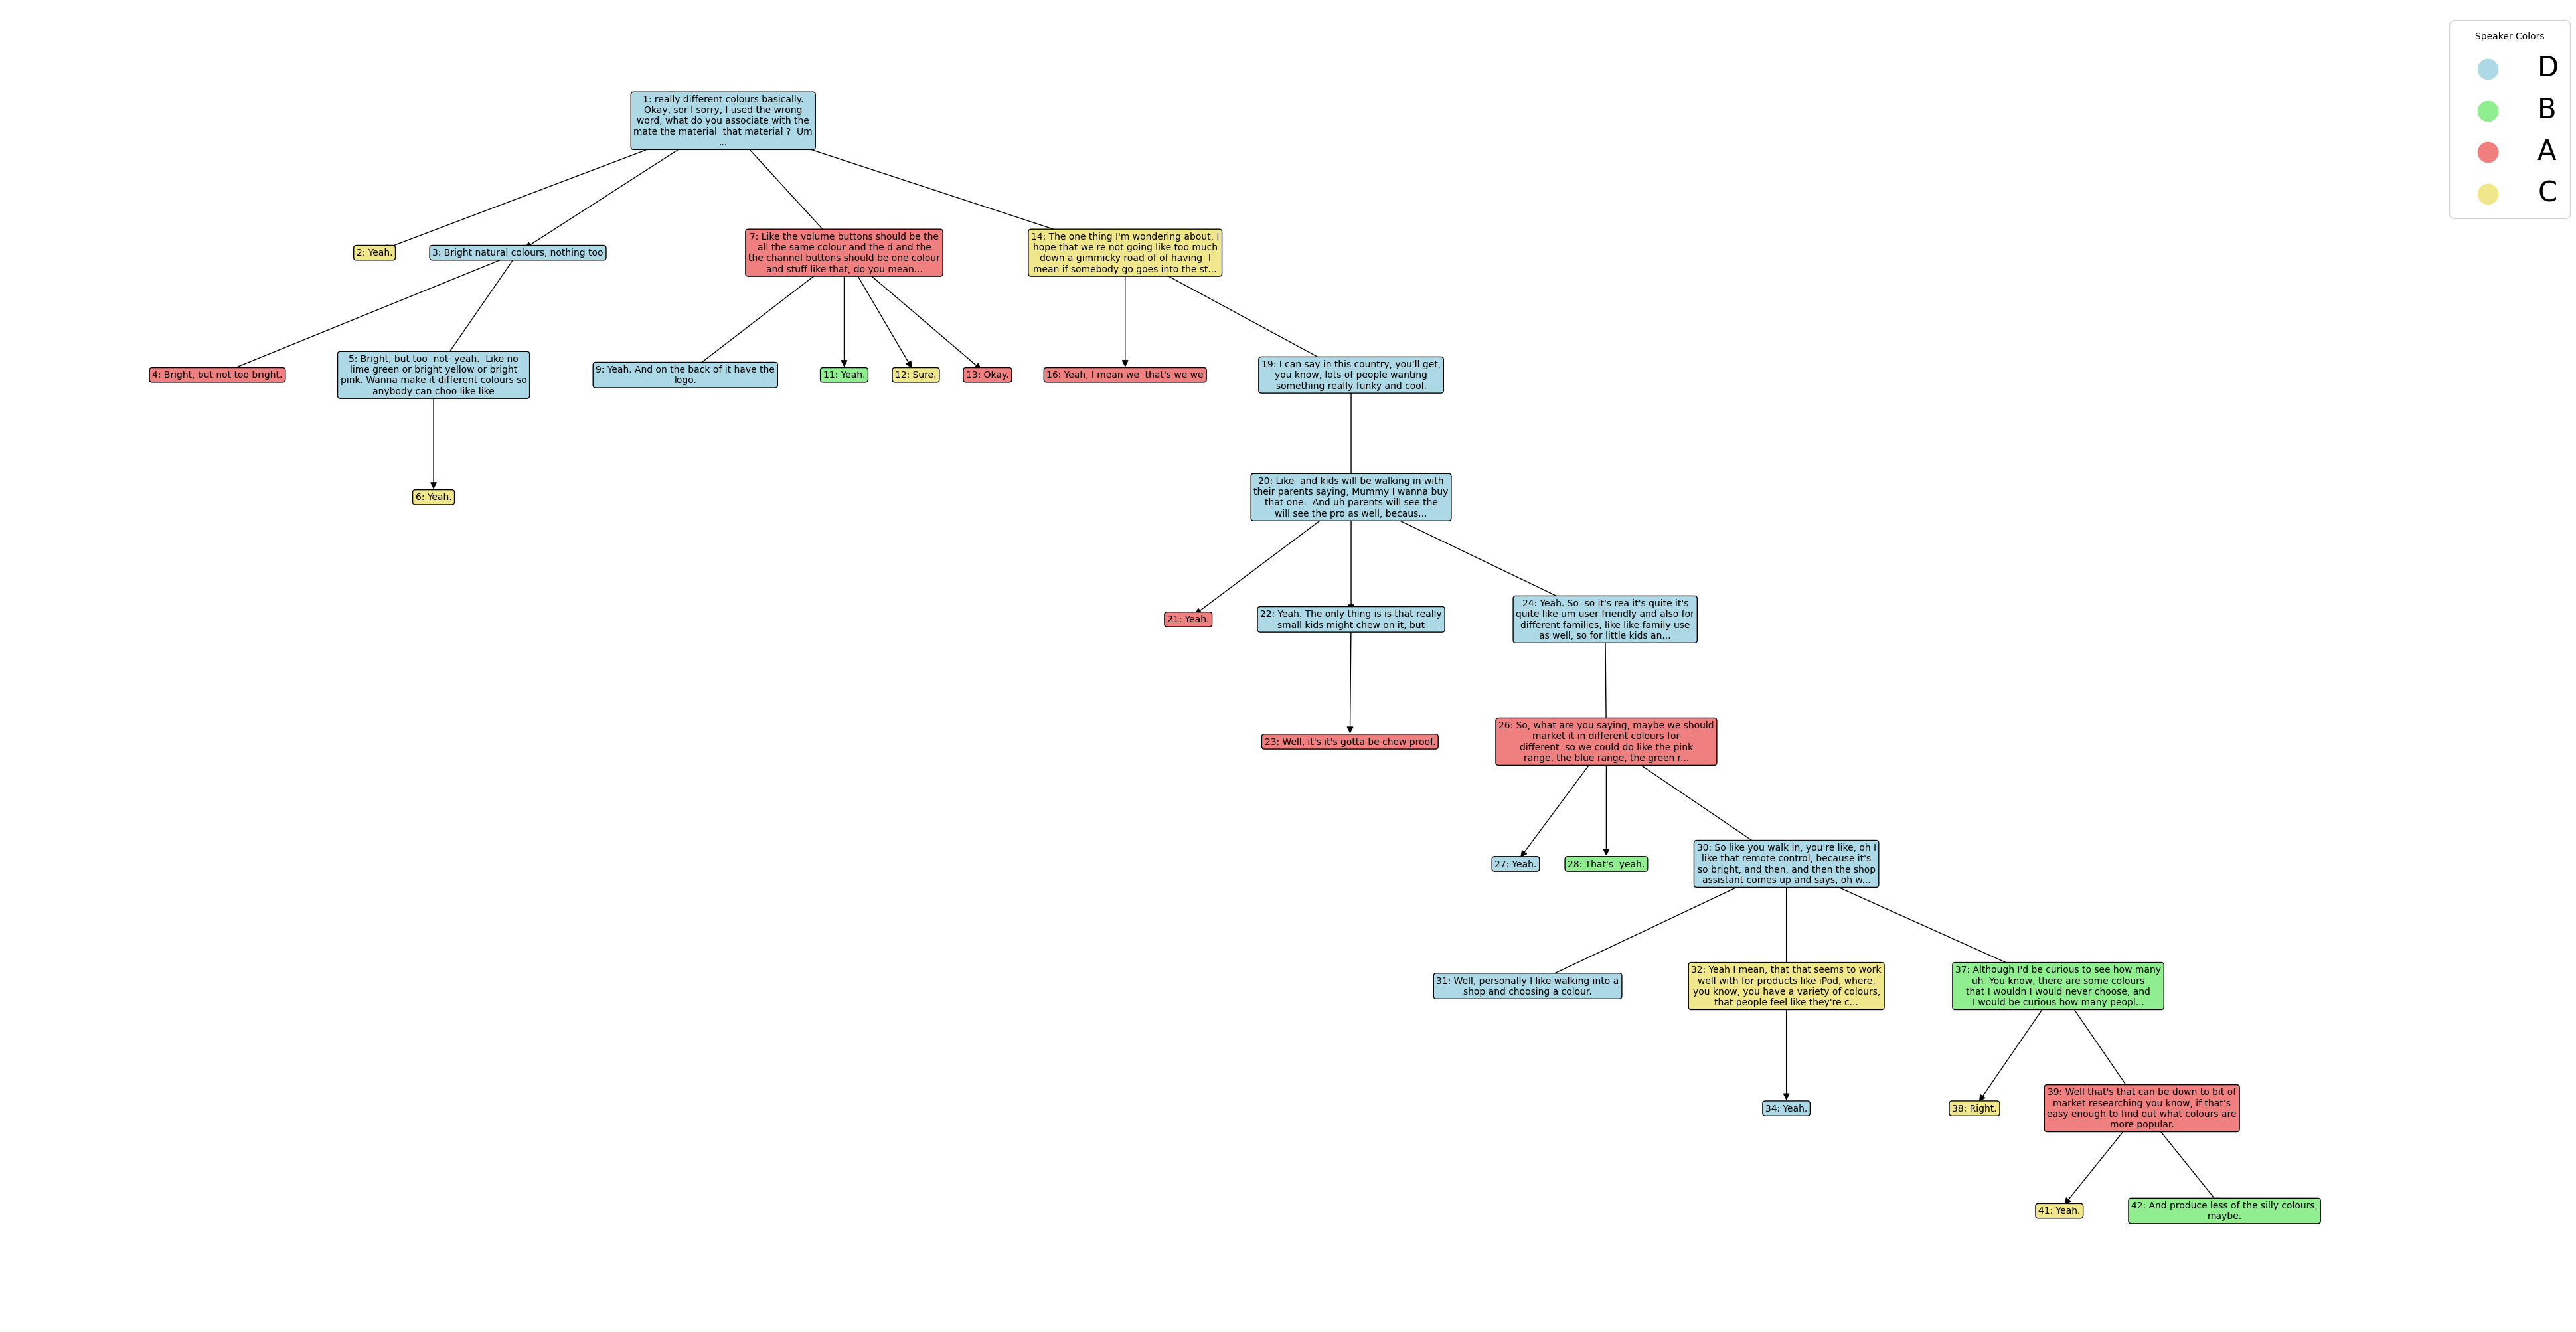 Speaker Colors
D
B
A
C
1: really different colours basically.
Okay, sor I sorry, I used the wrong
word, what do you associate with the
mate the material  that material ?  Um
...
2: Yeah.
3: Bright natural colours, nothing too
7: Like the volume buttons should be the
all the same colour and the d and the
the channel buttons should be one colour
and stuff like that, do you mean...
14: The one thing I'm wondering about, I
hope that we're not going like too much
down a gimmicky road of of having  I
mean if somebody go goes into the st...
4: Bright, but not too bright.
5: Bright, but too  not  yeah.  Like no
lime green or bright yellow or bright
pink. Wanna make it different colours so
anybody can choo like like
9: Yeah. And on the back of it have the
logo.
11: Yeah.
12: Sure.
13: Okay.
16: Yeah, I mean we  that's we we
19: I can say in this country, you'll get,
you know, lots of people wanting
something really funky and cool.
6: Yeah.
20: Like  and kids will be walking in with
their parents saying, Mummy I wanna buy
that one.  And uh parents will see the
will see the pro as well, becaus...
21: Yeah.
22: Yeah. The only thing is is that really
small kids might chew on it, but
24: Yeah. So  so it's rea it's quite it's
quite like um user friendly and also for
different families, like like family use
as well, so for little kids an...
23: Well, it's it's gotta be chew proof.
26: So, what are you saying, maybe we should
market it in different colours for
different  so we could do like the pink
range, the blue range, the green r...
27: Yeah.
28: That's  yeah.
30: So like you walk in, you're like, oh I
like that remote control, because it's
so bright, and then, and then the shop
assistant comes up and says, oh w...
31: Well, personally I like walking into a
shop and choosing a colour.
32: Yeah I mean, that that seems to work
well with for products like iPod, where,
you know, you have a variety of colours,
that people feel like they're c...
37: Although I'd be curious to see how many
uh  You know, there are some colours
that I wouldn I would never choose, and
I would be curious how many peopl...
34: Yeah.
38: Right.
39: Well that's that can be down to bit of
market researching you know, if that's
easy enough to find out what colours are
more popular.
41: Yeah.
42: And produce less of the silly colours,
maybe.